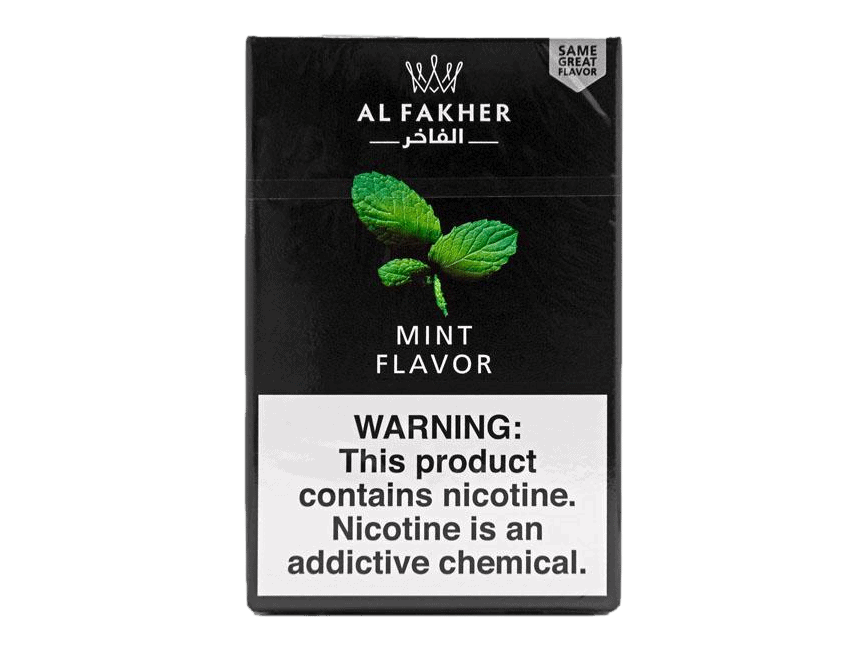 SAME
GREAT
FLAVOR
AL FAKHER
الفاخر
MINT
FLAVOR
WARNING:
This product
contains nicotine.
Nicotine is an
addictive chemical.